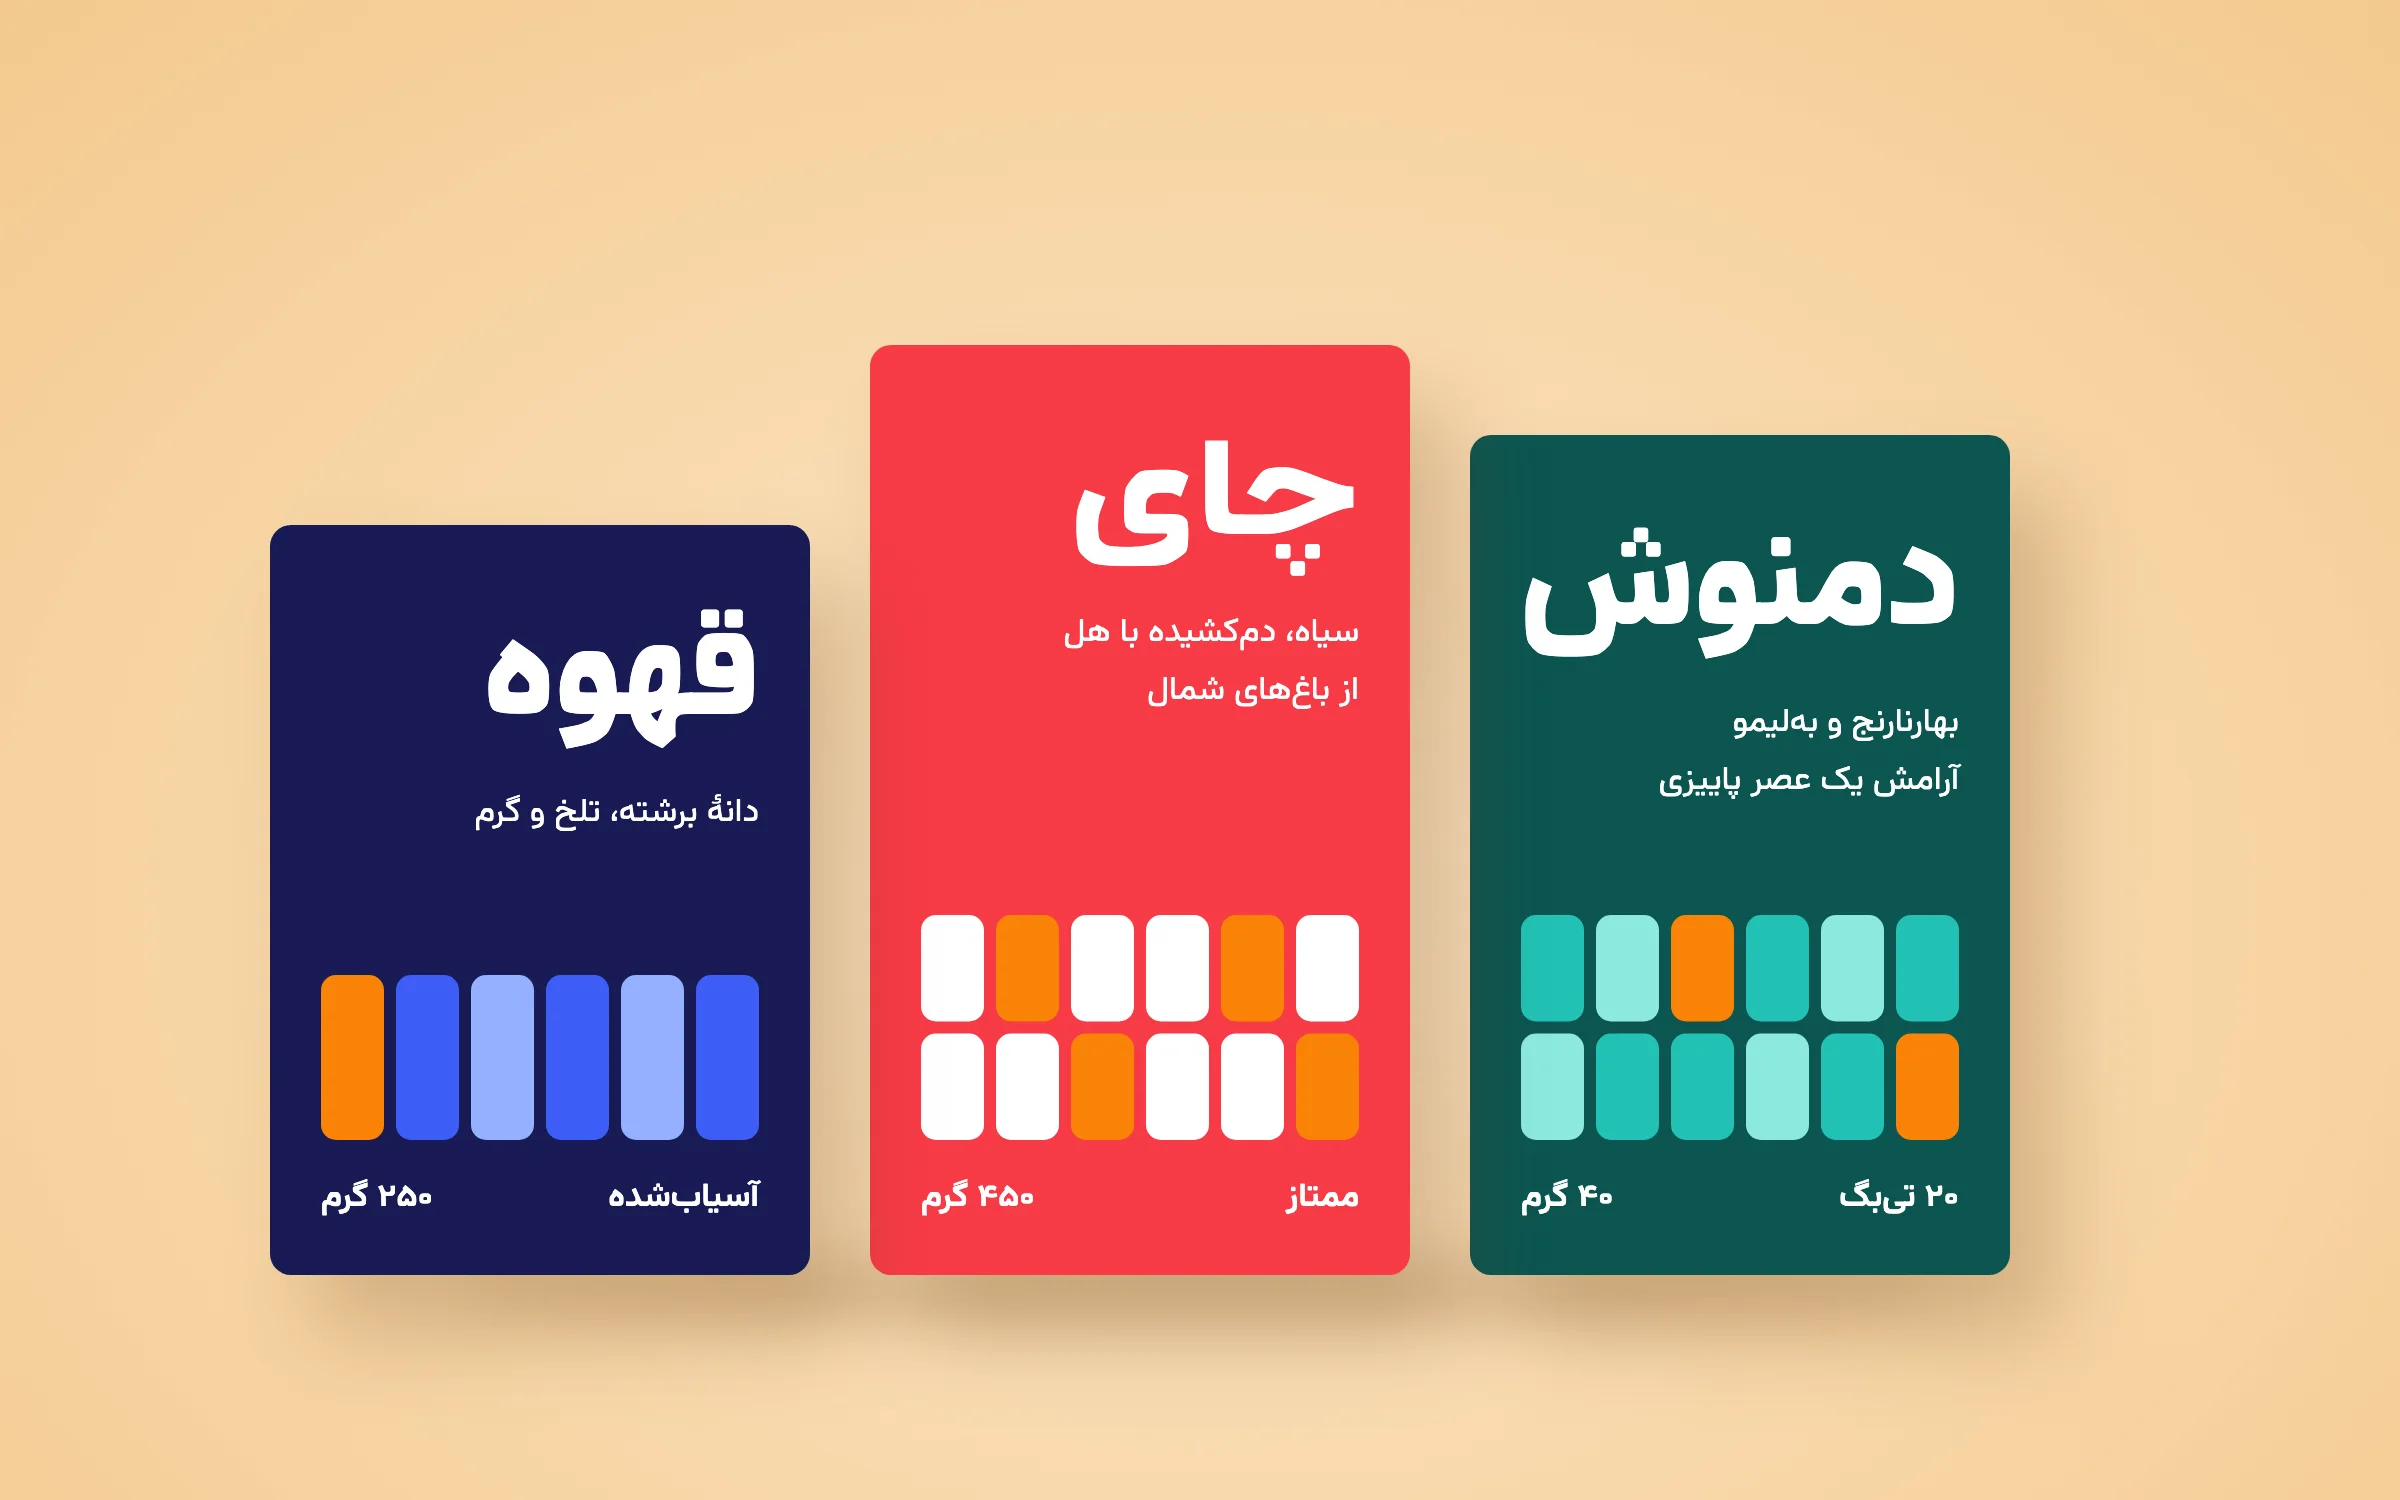 دمنوش
بهارنارنج و به‌لیمو
آرامش یک عصر پاییزی
۲۰ تی‌بگ
۴۰ گرم
چای
سیاه، دم‌کشیده با هل
از باغ‌های شمال
ممتاز
۴۵۰ گرم
قهوه
دانهٔ برشته، تلخ و گرم
آسیاب‌شده
۲۵۰ گرم